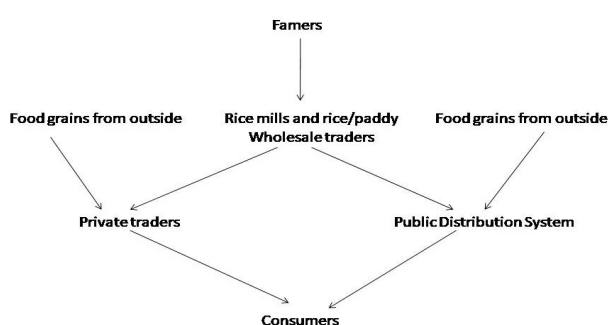 Famers
Food grains from outside
Rice mills and rice/paddy
Wholesale traders
Food grains from outside
Private traders
Public Distribution System
Consumers